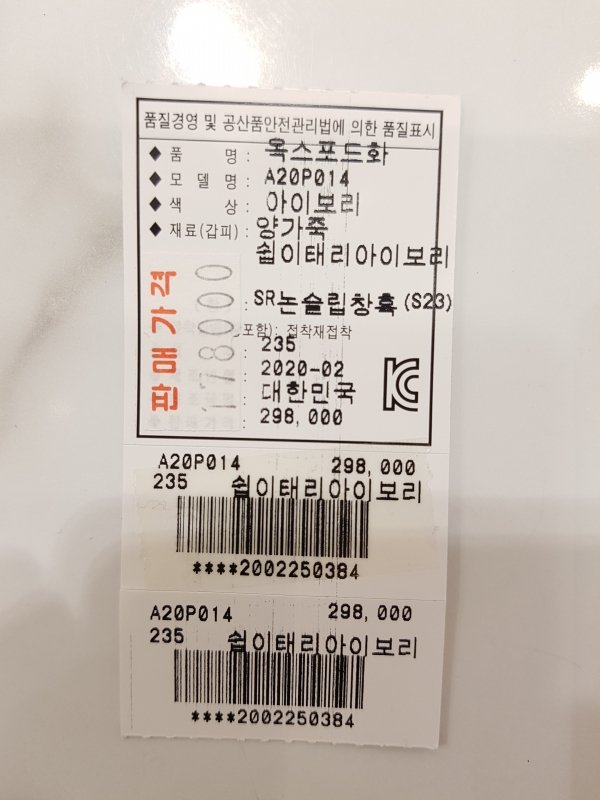 품질경영 및 공산품안전관리법에 의한 품질표시
◆ 품 명 : 옥스포드화
◆ 모 델 명 : A20P014
◆ 색 상 : 아이보리
◆ 재료(갑피) : 양가죽
쉽이태리아이보리
: SR논슬립창흑 (S23)
포함) : 접착재접착
: 235
: 2020-02
: 대한민국
: 298,000
판매가격
178000
A20P014 298,000
235 쉽이태리아이보리
****2002250384
A20P014 298,000
235 쉽이태리아이보리
****2002250384